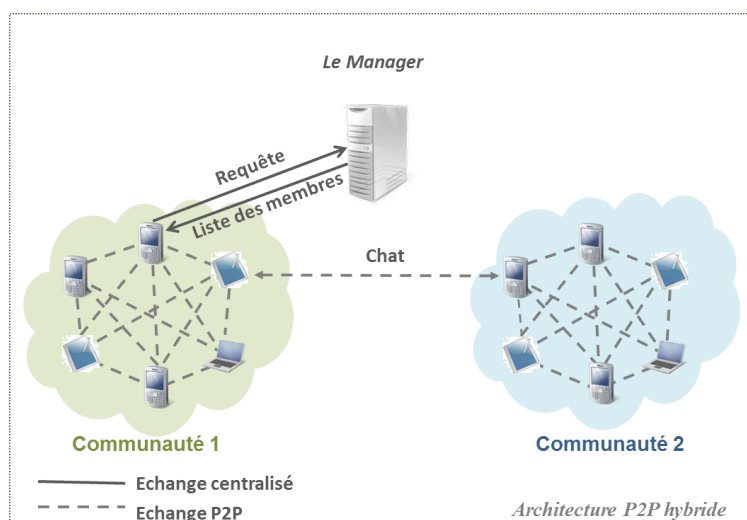 Le Manager
Requête
Liste des membres
Chat
Communauté 1
Communauté 2
Echange centralisé
Echange P2P
Architecture P2P hybride